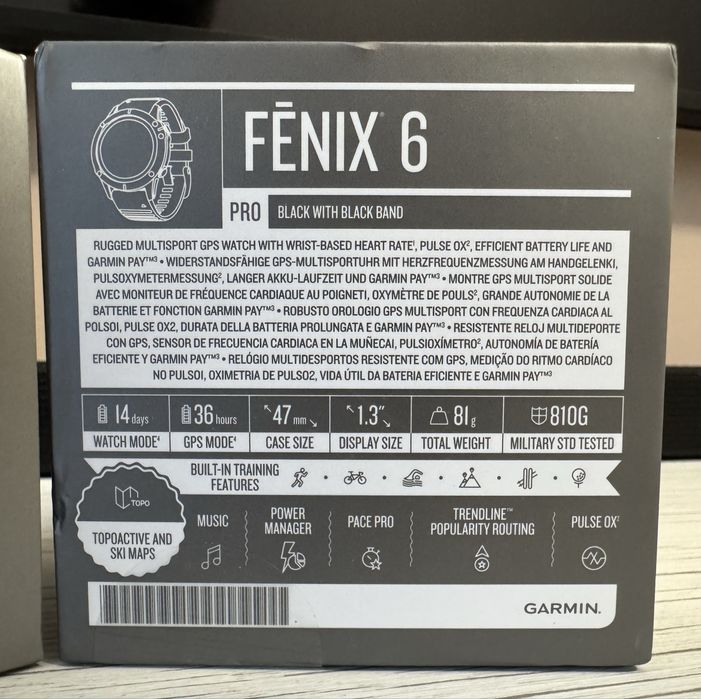 FĒNIX® 6
PRO BLACK WITH BLACK BAND
RUGGED MULTISPORT GPS WATCH WITH WRIST-BASED HEART RATE¹, PULSE OX², EFFICIENT BATTERY LIFE AND
GARMIN PAY™³ • WIDERSTANDSFÄHIGE GPS-MULTISPORTUHR MIT HERZFREQUENZMESSUNG AM HANDGELENK¹,
PULSOXYMETERMESSUNG², LANGER AKKU-LAUFZEIT UND GARMIN PAY™³ • MONTRE GPS MULTISPORT SOLIDE
AVEC MONITEUR DE FRÉQUENCE CARDIAQUE AU POIGNET¹, OXYMÈTRE DE POULS², GRANDE AUTONOMIE DE LA
BATTERIE ET FONCTION GARMIN PAY™³ • ROBUSTO OROLOGIO GPS MULTISPORT CON FREQUENZA CARDIACA AL
POLSO¹, PULSE OX2, DURATA DELLA BATTERIA PROLUNGATA E GARMIN PAY™³ • RESISTENTE RELOJ MULTIDEPORTE
CON GPS, SENSOR DE FRECUENCIA CARDIACA EN LA MUÑECA¹, PULSIOXÍMETRO², AUTONOMÍA DE BATERÍA
EFICIENTE Y GARMIN PAY™³ • RELÓGIO MULTIDESPORTOS RESISTENTE COM GPS, MEDIÇÃO DO RITMO CARDÍACO
NO PULSO¹, OXIMETRIA DE PULSO2, VIDA ÚTIL DA BATERIA EFICIENTE E GARMIN PAY™³
14 days 36 hours 47 mm 1.3" 81 g 810G
WATCH MODE⁴ GPS MODE⁴ CASE SIZE DISPLAY SIZE TOTAL WEIGHT MILITARY STD TESTED
BUILT-IN TRAINING
FEATURES
TOPO
TOPOACTIVE AND
SKI MAPS
MUSIC
POWER
MANAGER
PACE PRO
TRENDLINE™
POPULARITY ROUTING
PULSE OX²
GARMIN.